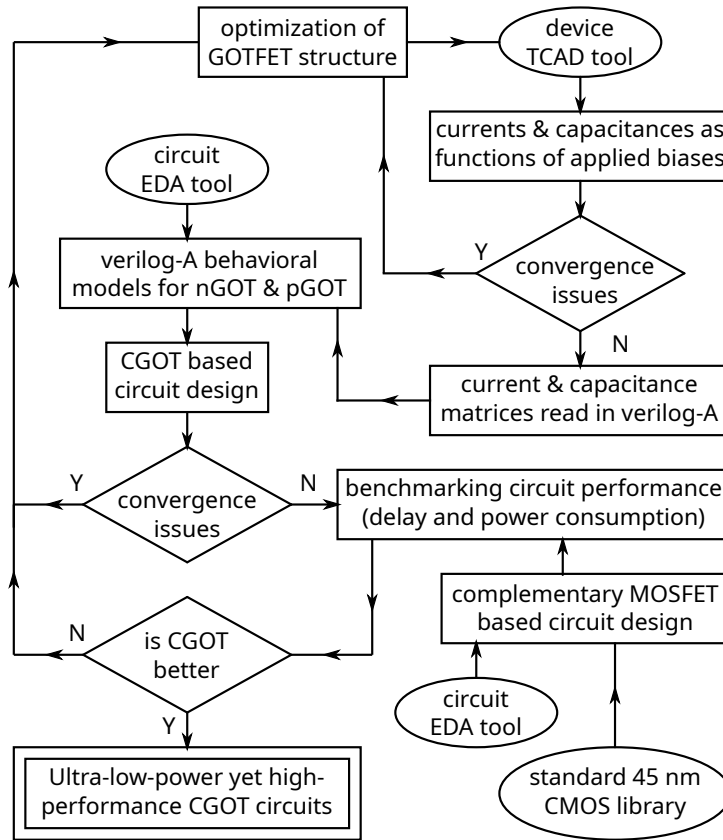 optimization of
GOTFET structure
device
TCAD tool
currents & capacitances as
functions of applied biases
circuit
EDA tool
Y
convergence
issues
verilog-A behavioral
models for nGOT & pGOT
N
CGOT based
circuit design
current & capacitance
matrices read in verilog-A
Y
convergence
issues
N
benchmarking circuit performance
(delay and power consumption)
complementary MOSFET
based circuit design
N
is CGOT
better
Y
circuit
EDA tool
Ultra-low-power yet high-
performance CGOT circuits
standard 45 nm
CMOS library